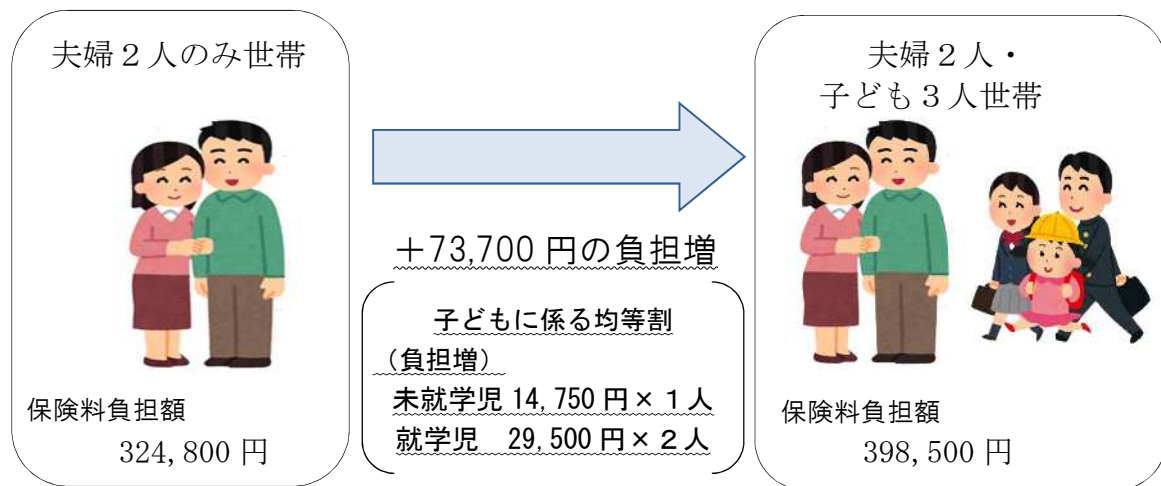 夫婦２人のみ世帯
保険料負担額
324,800 円
＋73,700 円の負担増
子どもに係る均等割
（負担増）
未就学児 14,750 円×１人
就学児　29,500 円×２人
夫婦２人・
子ども３人世帯
保険料負担額
398,500 円